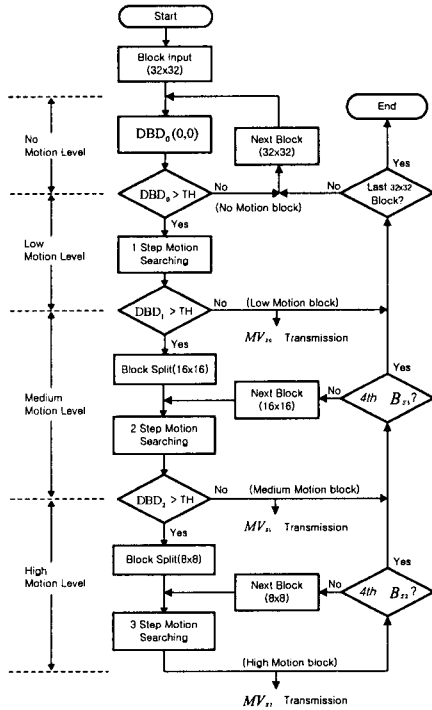 Start
Block Input
(32x32)
End
No
Motion Level
DBD₀(0,0)
Next Block
(32x32)
Yes
DBD₀ > TH
No
(No Motion block)
No
Last 32x32
Block?
Yes
Low
Motion Level
1 Step Motion
Searching
DBD₁ > TH
No
(Low Motion block)
MV Transmission
Yes
Yes
Block Split(16x16)
Medium
Motion Level
Next Block
(16x16)
No
4th B ?
2 Step Motion
Searching
DBD₂ > TH
No
(Medium Motion block)
MV Transmission
Yes
Yes
Block Split(8x8)
High
Motion Level
Next Block
(8x8)
No
4th B ?
3 Step Motion
Searching
(High Motion block)
MV Transmission